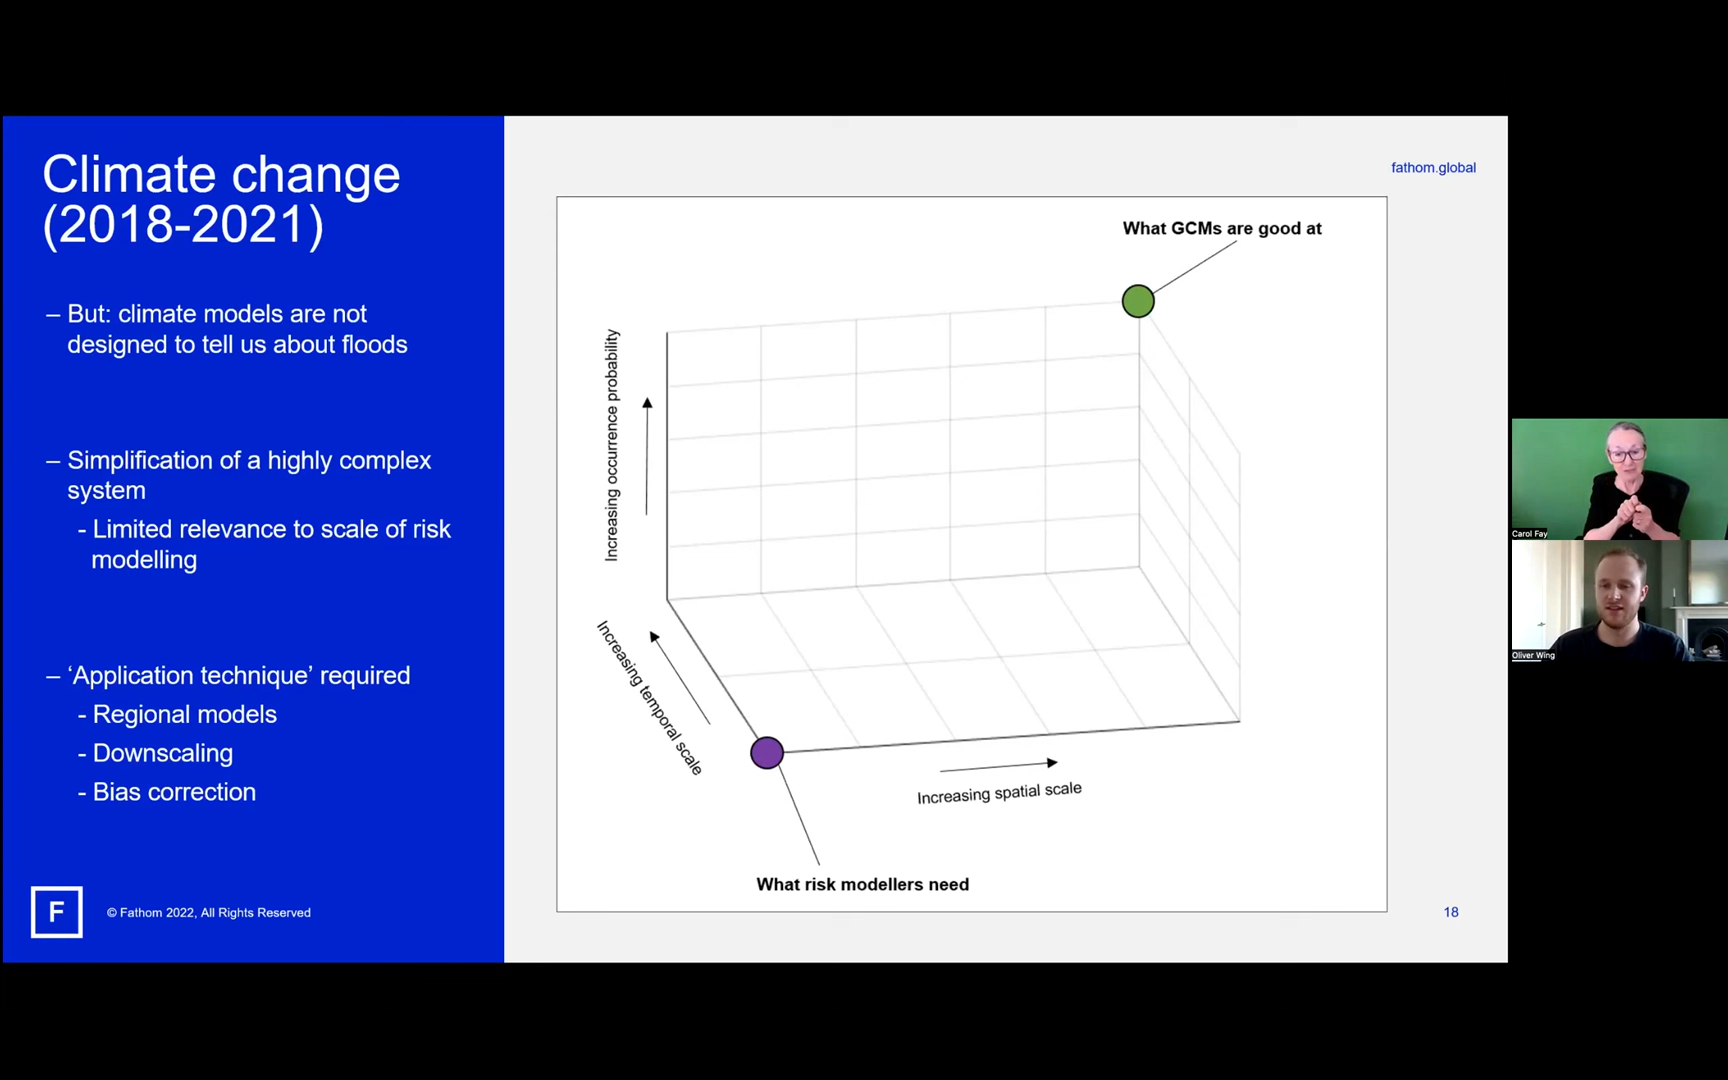 Climate change
(2018-2021)
– But: climate models are not
designed to tell us about floods
– Simplification of a highly complex
system
- Limited relevance to scale of risk
modelling
– ‘Application technique’ required
- Regional models
- Downscaling
- Bias correction
F
© Fathom 2022, All Rights Reserved
fathom.global
What GCMs are good at
Increasing occurrence probability
Increasing temporal scale
Increasing spatial scale
What risk modellers need
18
Carol Fay
Oliver Wing